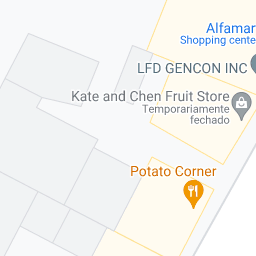 Alfamar
Shopping cente
LFD GENCON INC
Kate and Chen Fruit Store
Temporariamente
fechado
Potato Corner